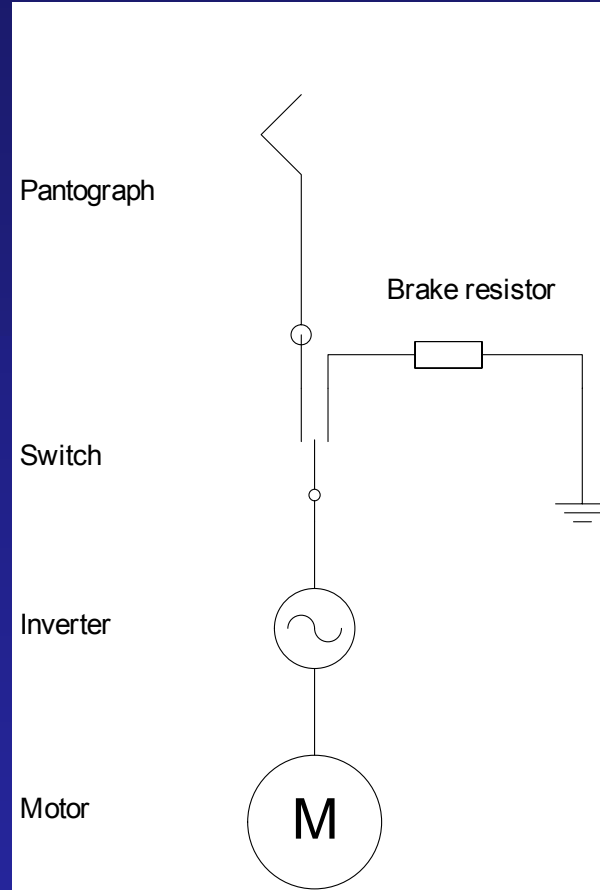 Pantograph
Brake resistor
Switch
Inverter
Motor
M